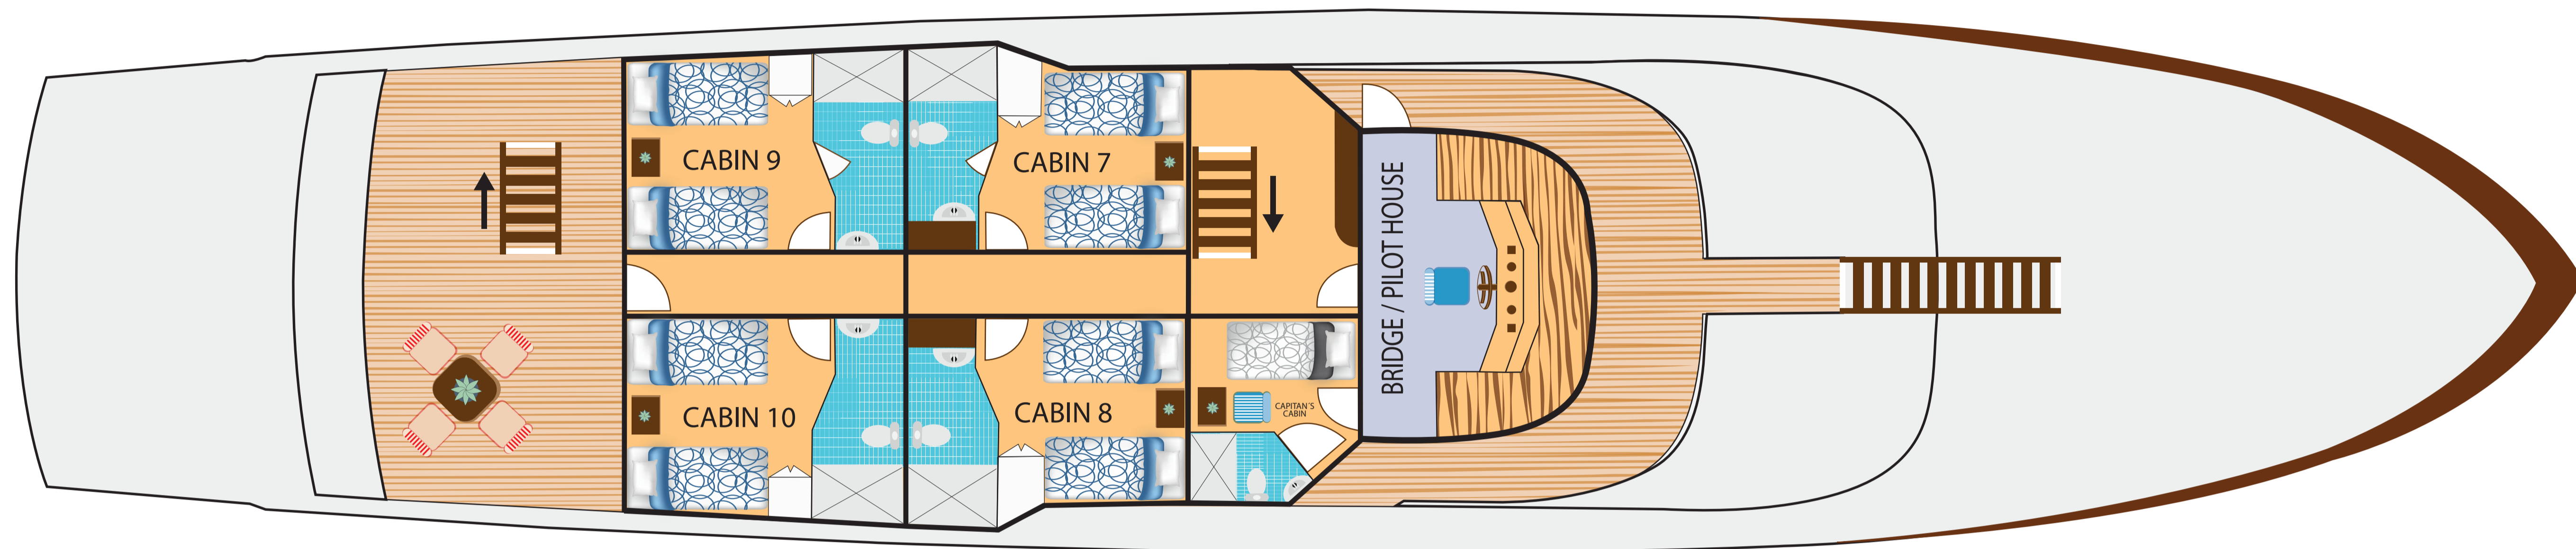 CABIN 9
CABIN 7
BRIDGE / PILOT HOUSE
CABIN 10
CABIN 8
CAPITAN´S
CABIN